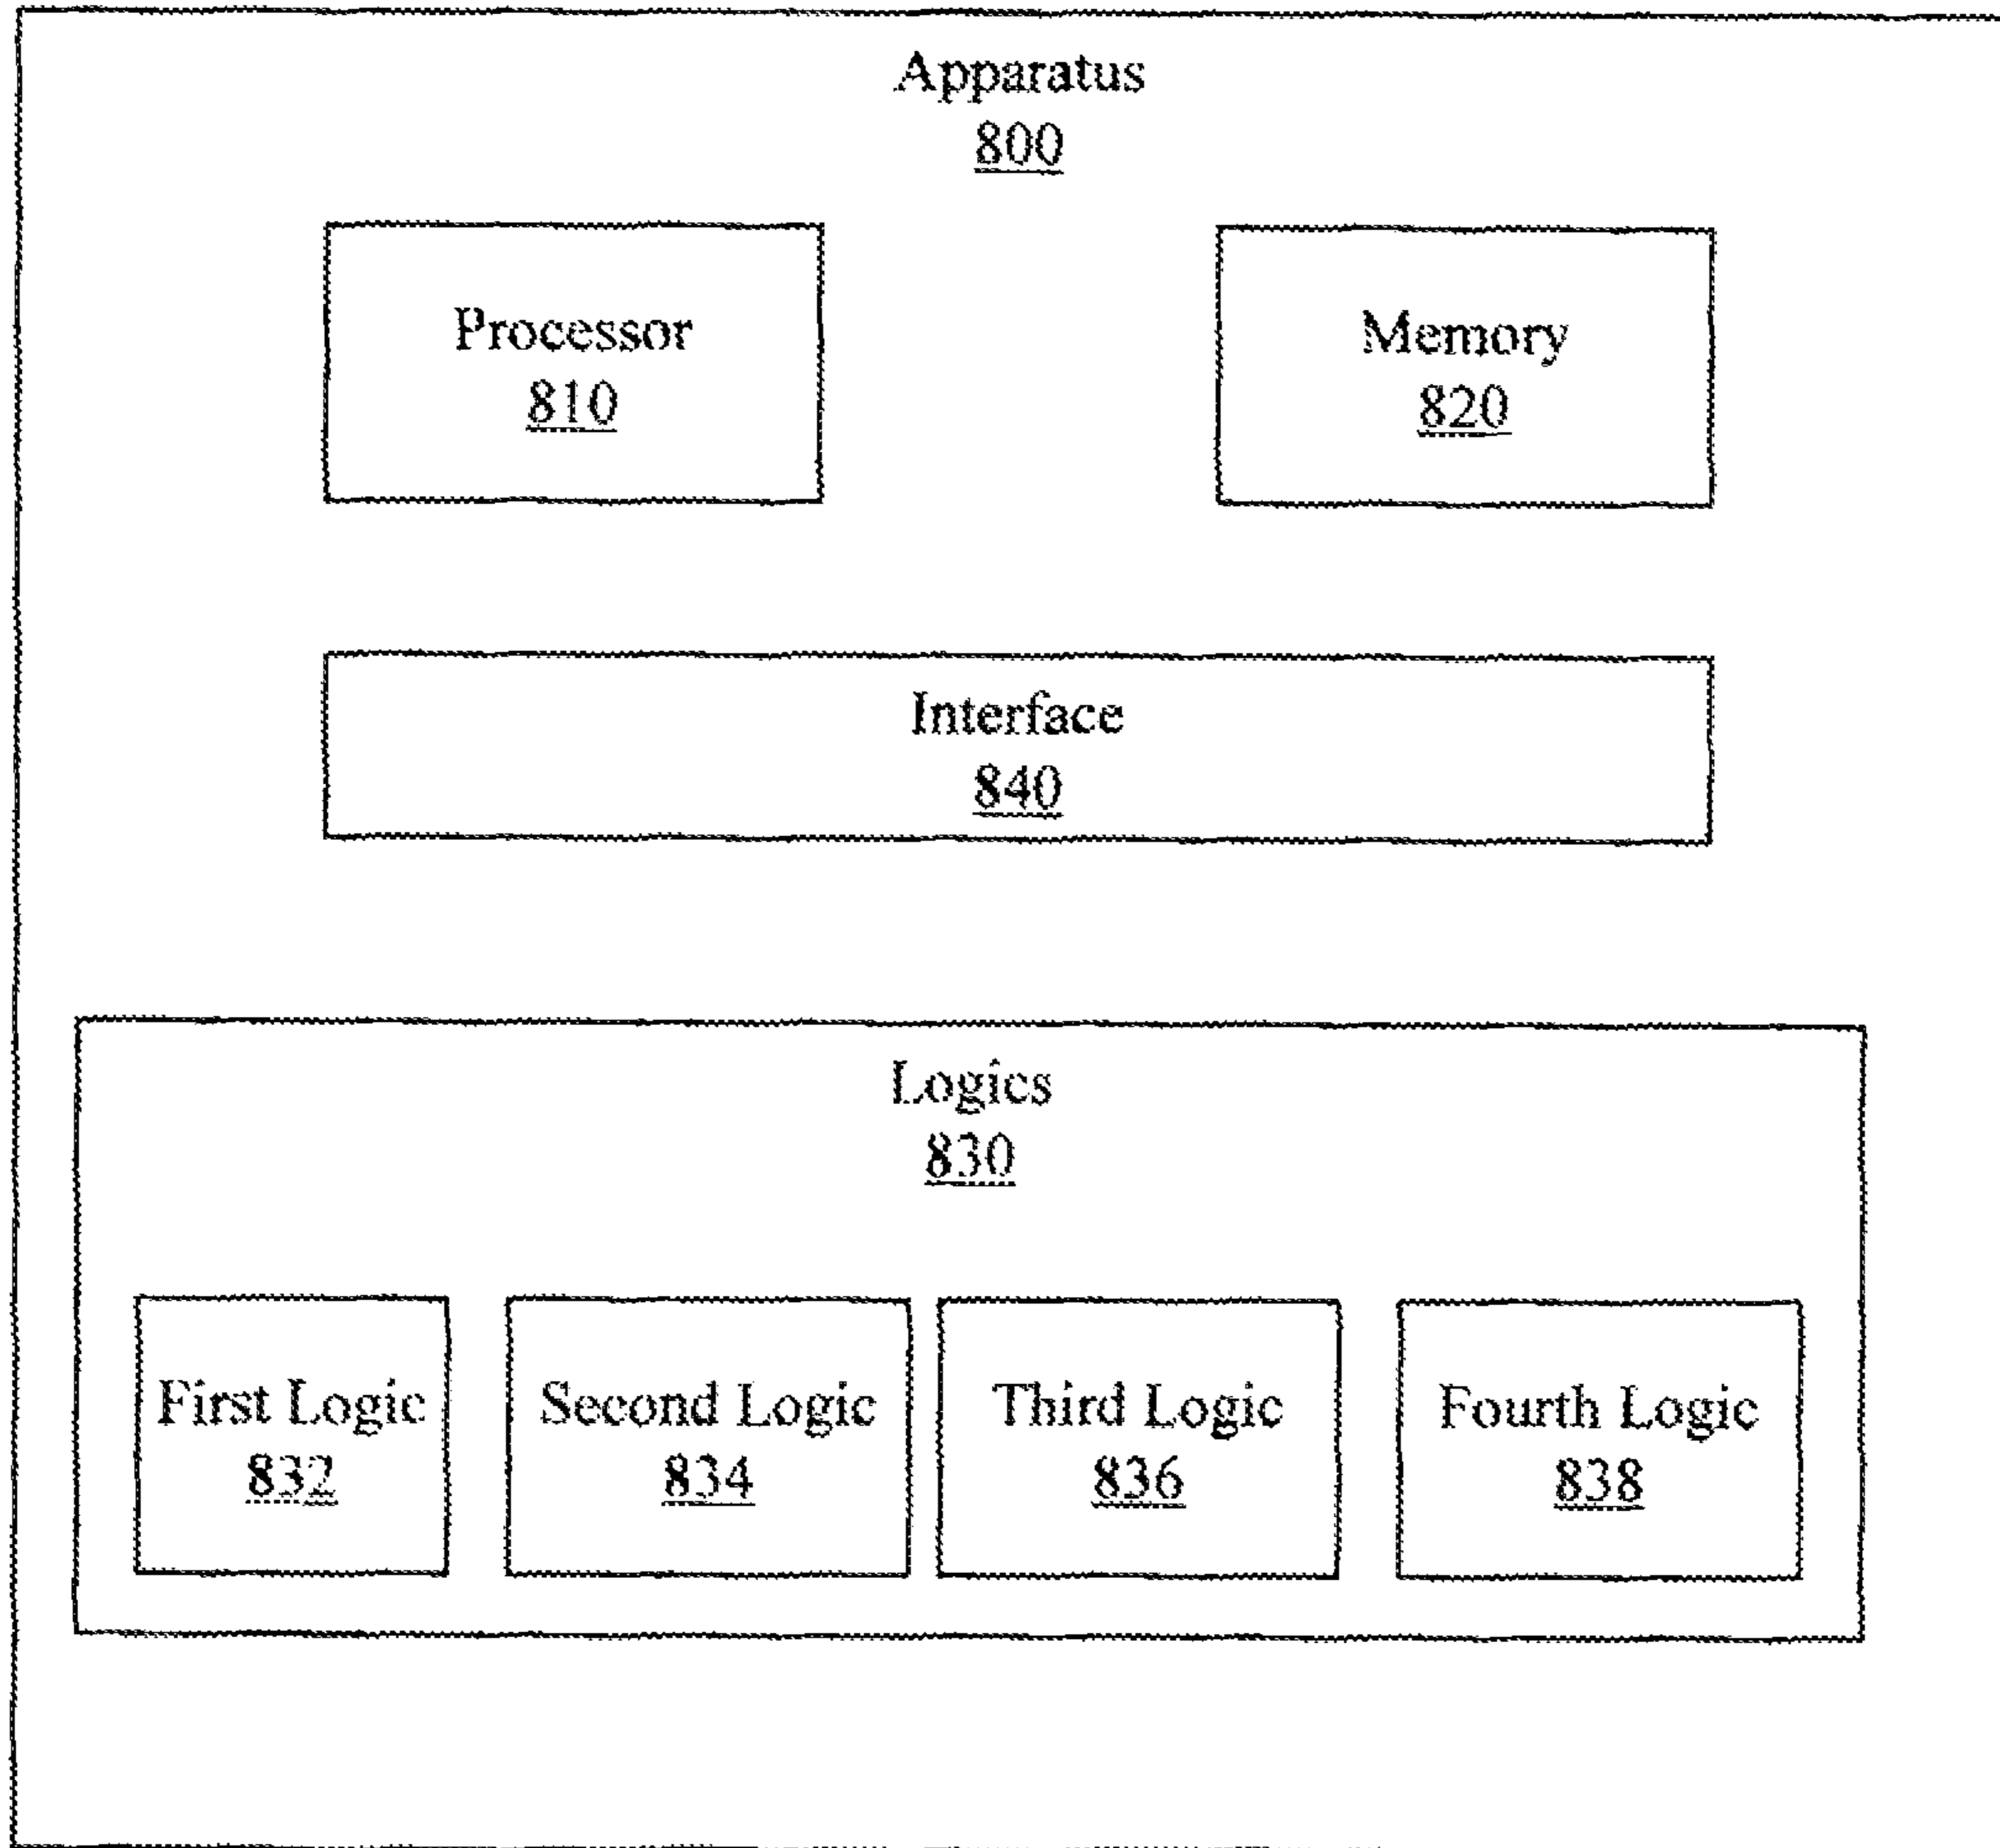 Apparatus
800
Processor
810
Memory
820
Interface
840
Logics
830
First Logic
832
Second Logic
834
Third Logic
836
Fourth Logic
838